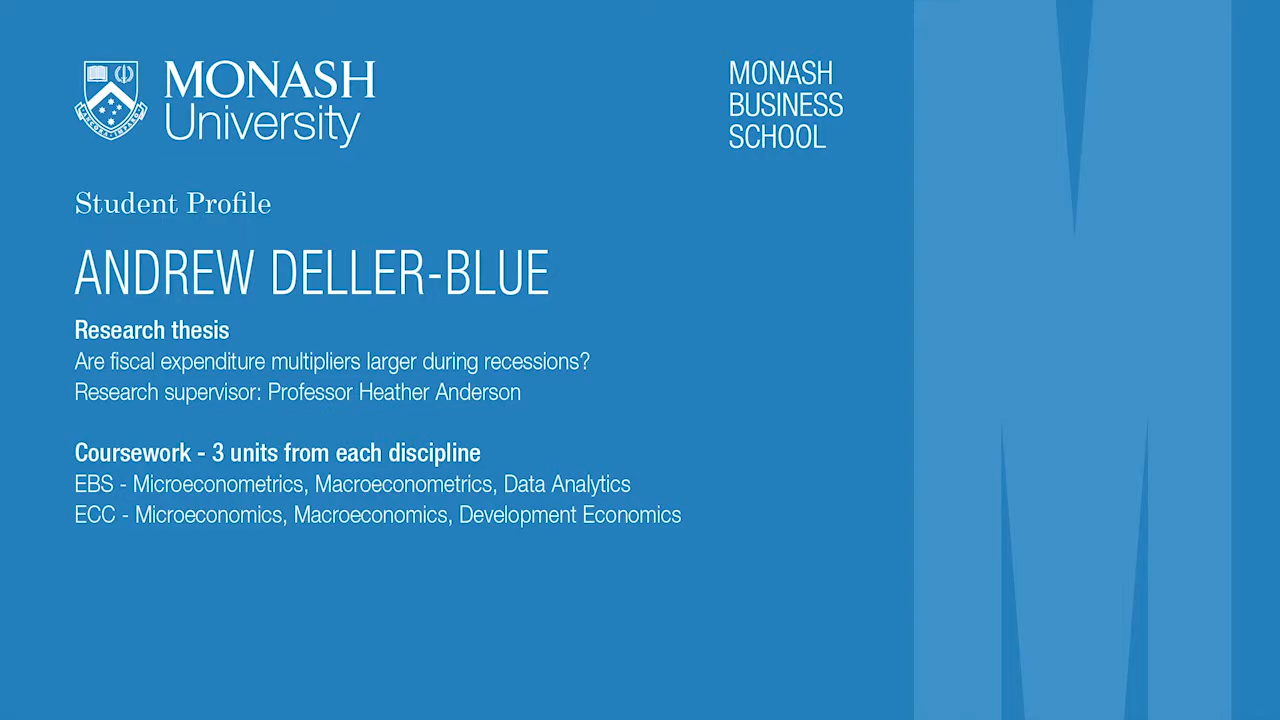 MONASH
University
MONASH
BUSINESS
SCHOOL
Student Profile
ANDREW DELLER-BLUE
Research thesis
Are fiscal expenditure multipliers larger during recessions?
Research supervisor: Professor Heather Anderson
Coursework - 3 units from each discipline
EBS - Microeconometrics, Macroeconometrics, Data Analytics
ECC - Microeconomics, Macroeconomics, Development Economics